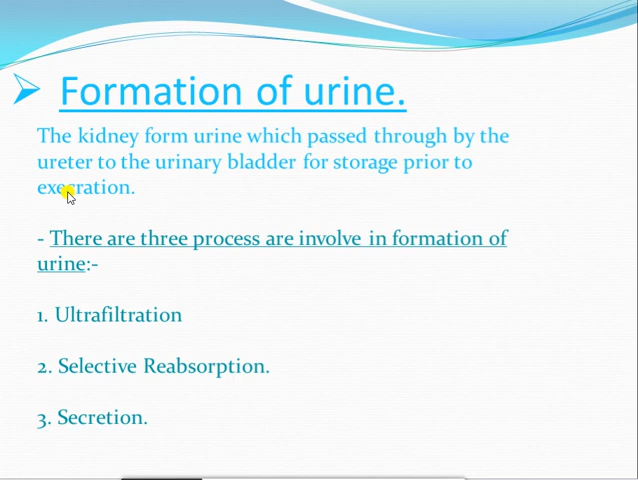 Formation of urine.
The kidney form urine which passed through by the
ureter to the urinary bladder for storage prior to
execration.
- There are three process are involve in formation of
urine:-
1. Ultrafiltration
2. Selective Reabsorption.
3. Secretion.